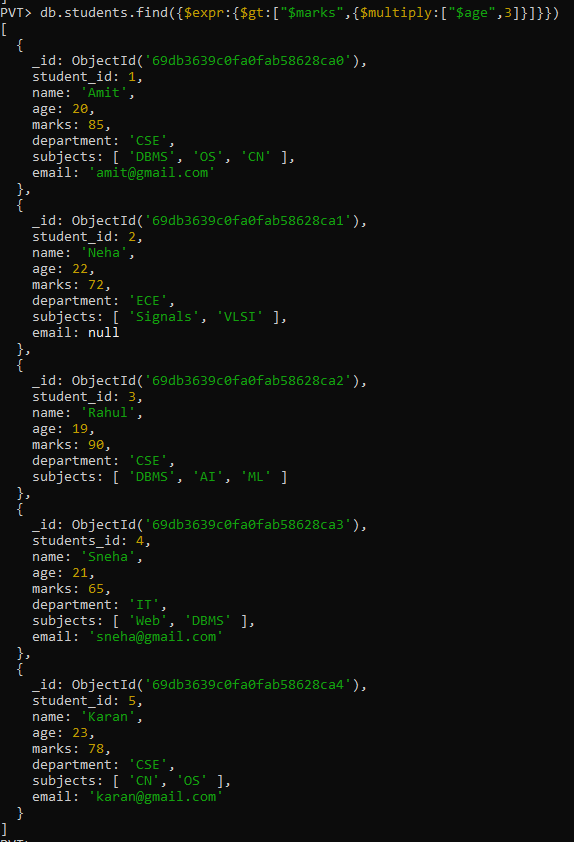 ]
PVT> db.students.find({$expr:{$gt:["$marks",{$multiply:["$age",3]}]}})
[
  {
    _id: ObjectId('69db3639c0fa0fab58628ca0'),
    student_id: 1,
    name: 'Amit',
    age: 20,
    marks: 85,
    department: 'CSE',
    subjects: [ 'DBMS', 'OS', 'CN' ],
    email: 'amit@gmail.com'
  },
  {
    _id: ObjectId('69db3639c0fa0fab58628ca1'),
    student_id: 2,
    name: 'Neha',
    age: 22,
    marks: 72,
    department: 'ECE',
    subjects: [ 'Signals', 'VLSI' ],
    email: null
  },
  {
    _id: ObjectId('69db3639c0fa0fab58628ca2'),
    student_id: 3,
    name: 'Rahul',
    age: 19,
    marks: 90,
    department: 'CSE',
    subjects: [ 'DBMS', 'AI', 'ML' ]
  },
  {
    _id: ObjectId('69db3639c0fa0fab58628ca3'),
    students_id: 4,
    name: 'Sneha',
    age: 21,
    marks: 65,
    department: 'IT',
    subjects: [ 'Web', 'DBMS' ],
    email: 'sneha@gmail.com'
  },
  {
    _id: ObjectId('69db3639c0fa0fab58628ca4'),
    student_id: 5,
    name: 'Karan',
    age: 23,
    marks: 78,
    department: 'CSE',
    subjects: [ 'CN', 'OS' ],
    email: 'karan@gmail.com'
  }
]
PVT>